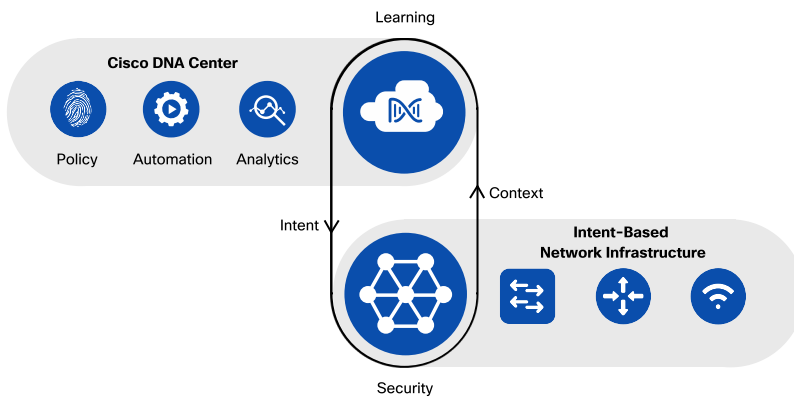 Learning
Cisco DNA Center
Policy
Automation
Analytics
Context
Intent
Intent-Based
Network Infrastructure
Security